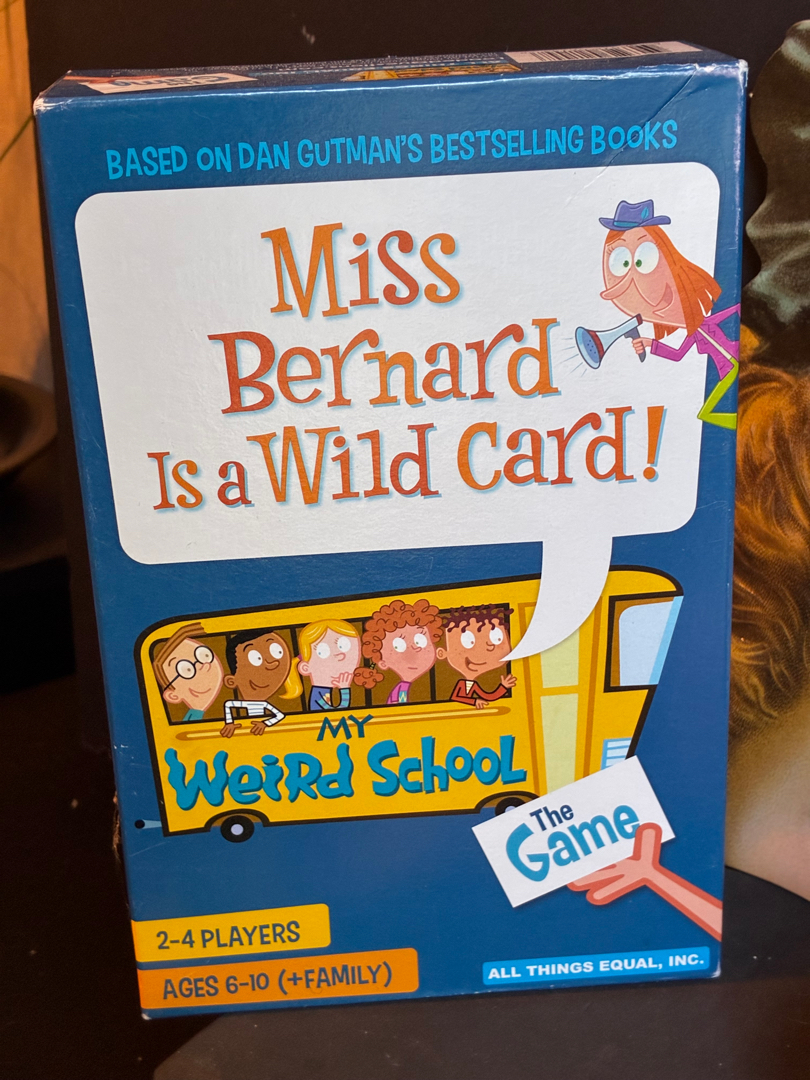 BASED ON DAN GUTMAN'S BESTSELLING BOOKS
Miss
Bernard
Is a Wild Card!
MY
WeiRd School
The
Game
2-4 PLAYERS
AGES 6-10 (+FAMILY)
ALL THINGS EQUAL, INC.